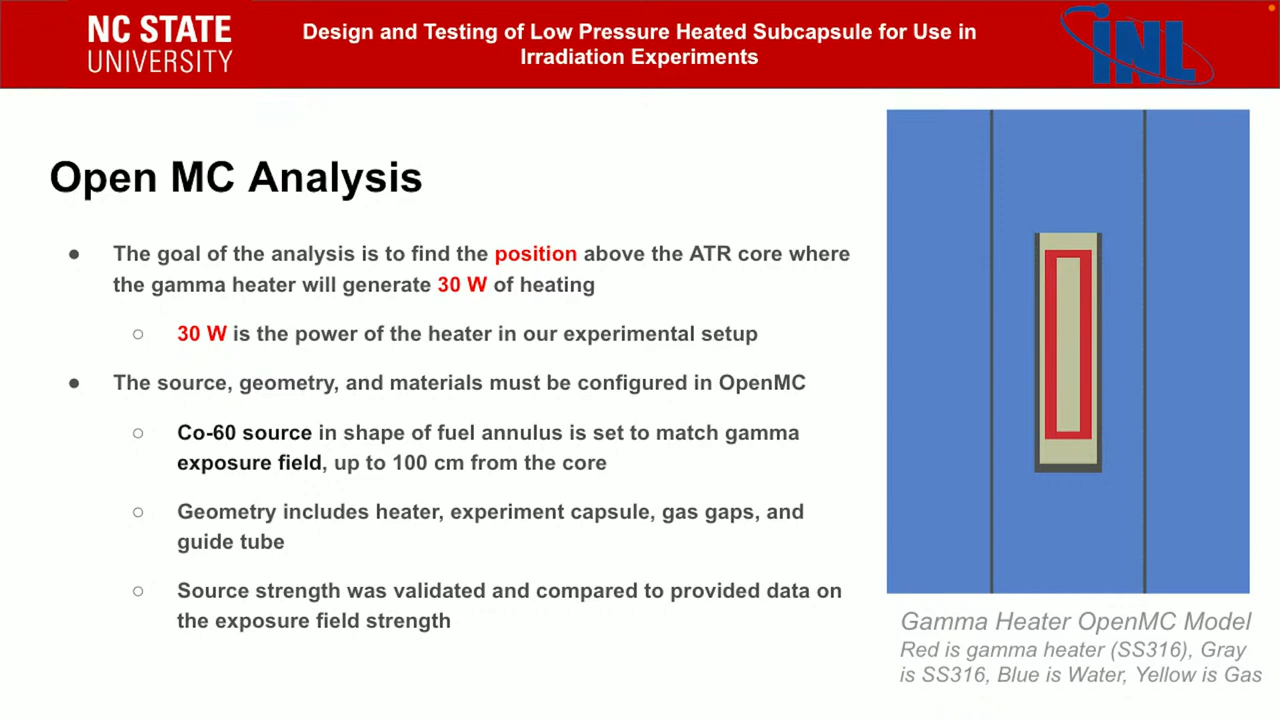 NC STATE
UNIVERSITY
Design and Testing of Low Pressure Heated Subcapsule for Use in
Irradiation Experiments
INL
Open MC Analysis
● The goal of the analysis is to find the position above the ATR core where
the gamma heater will generate 30 W of heating
○ 30 W is the power of the heater in our experimental setup
● The source, geometry, and materials must be configured in OpenMC
○ Co-60 source in shape of fuel annulus is set to match gamma
exposure field, up to 100 cm from the core
○ Geometry includes heater, experiment capsule, gas gaps, and
guide tube
○ Source strength was validated and compared to provided data on
the exposure field strength
Gamma Heater OpenMC Model
Red is gamma heater (SS316), Gray
is SS316, Blue is Water, Yellow is Gas